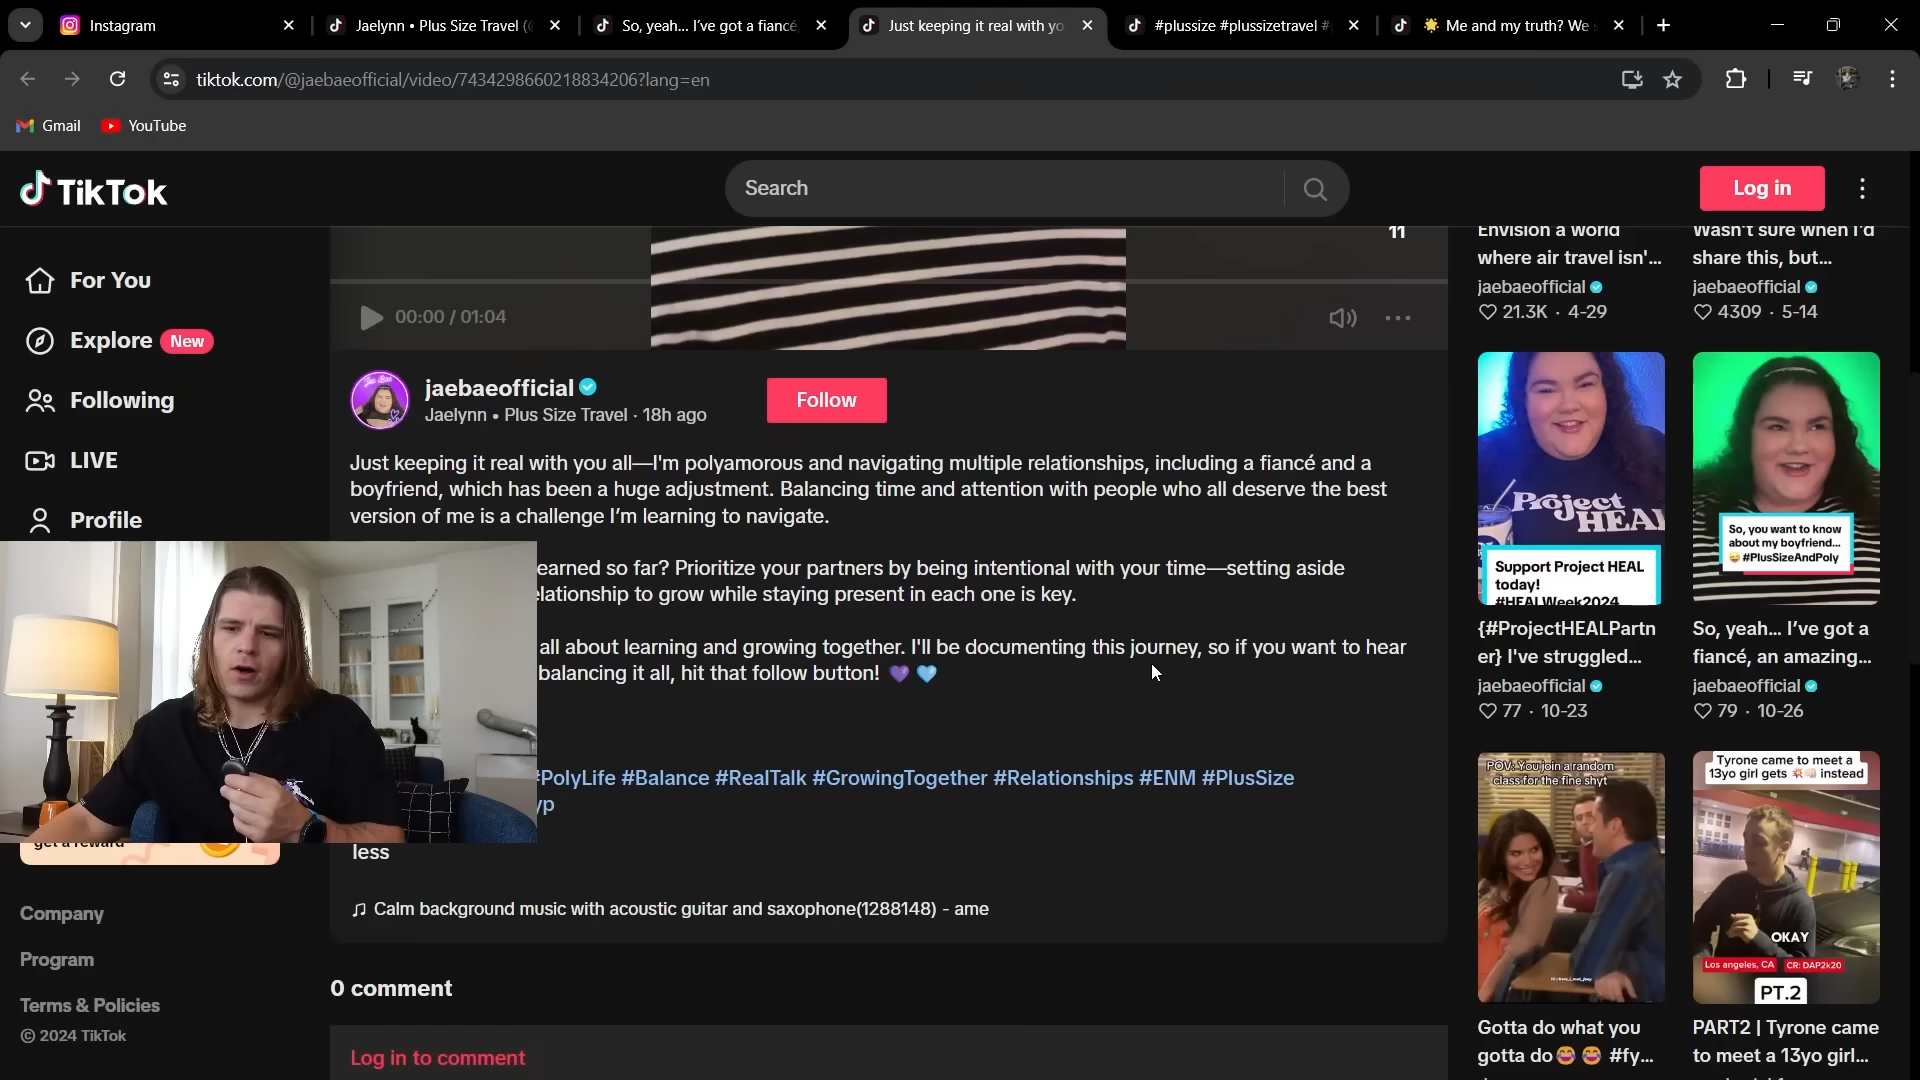 Instagram
Jaelynn • Plus Size Travel (
So, yeah... I've got a fiancé
Just keeping it real with yo
#plussize #plussizetravel #
🌟 Me and my truth? We
tiktok.com/@jaebaeofficial/video/7434298660218834206?lang=en
Gmail
YouTube
TikTok
Search
Log in
For You
Explore New
Following
LIVE
Profile
get a reward
Company
Program
Terms & Policies
© 2024 TikTok
11
00:00 / 01:04
jaebaeofficial
Jaelynn • Plus Size Travel · 18h ago
Follow
Just keeping it real with you all—I'm polyamorous and navigating multiple relationships, including a fiancé and a
boyfriend, which has been a huge adjustment. Balancing time and attention with people who all deserve the best
version of me is a challenge I'm learning to navigate.
earned so far? Prioritize your partners by being intentional with your time—setting aside
elationship to grow while staying present in each one is key.
all about learning and growing together. I'll be documenting this journey, so if you want to hear
balancing it all, hit that follow button! 💜 🩵
#PolyLife #Balance #RealTalk #GrowingTogether #Relationships #ENM #PlusSize
yp
less
♫ Calm background music with acoustic guitar and saxophone(1288148) - ame
0 comment
Log in to comment
Envision a world
where air travel isn'...
jaebaeofficial
21.3K · 4-29
Wasn't sure when I'd
share this, but...
jaebaeofficial
4309 · 5-14
Project
HEAL
Support Project HEAL
today!
#HEALWeek2024
{#ProjectHEALPartn
er} I've struggled...
jaebaeofficial
77 · 10-23
So, you want to know
about my boyfriend...
😅 #PlusSizeAndPoly
So, yeah... I've got a
fiancé, an amazing...
jaebaeofficial
79 · 10-26
POV: You join a random
class for the fine shyt
Gotta do what you
gotta do😂 😂 #fy...
Tyrone came to meet a
13yo girl gets 💥👊🏻 instead
OKAY
Los angeles, CA
CR: DAP2k20
PT.2
PART2 | Tyrone came
to meet a 13yo girl...